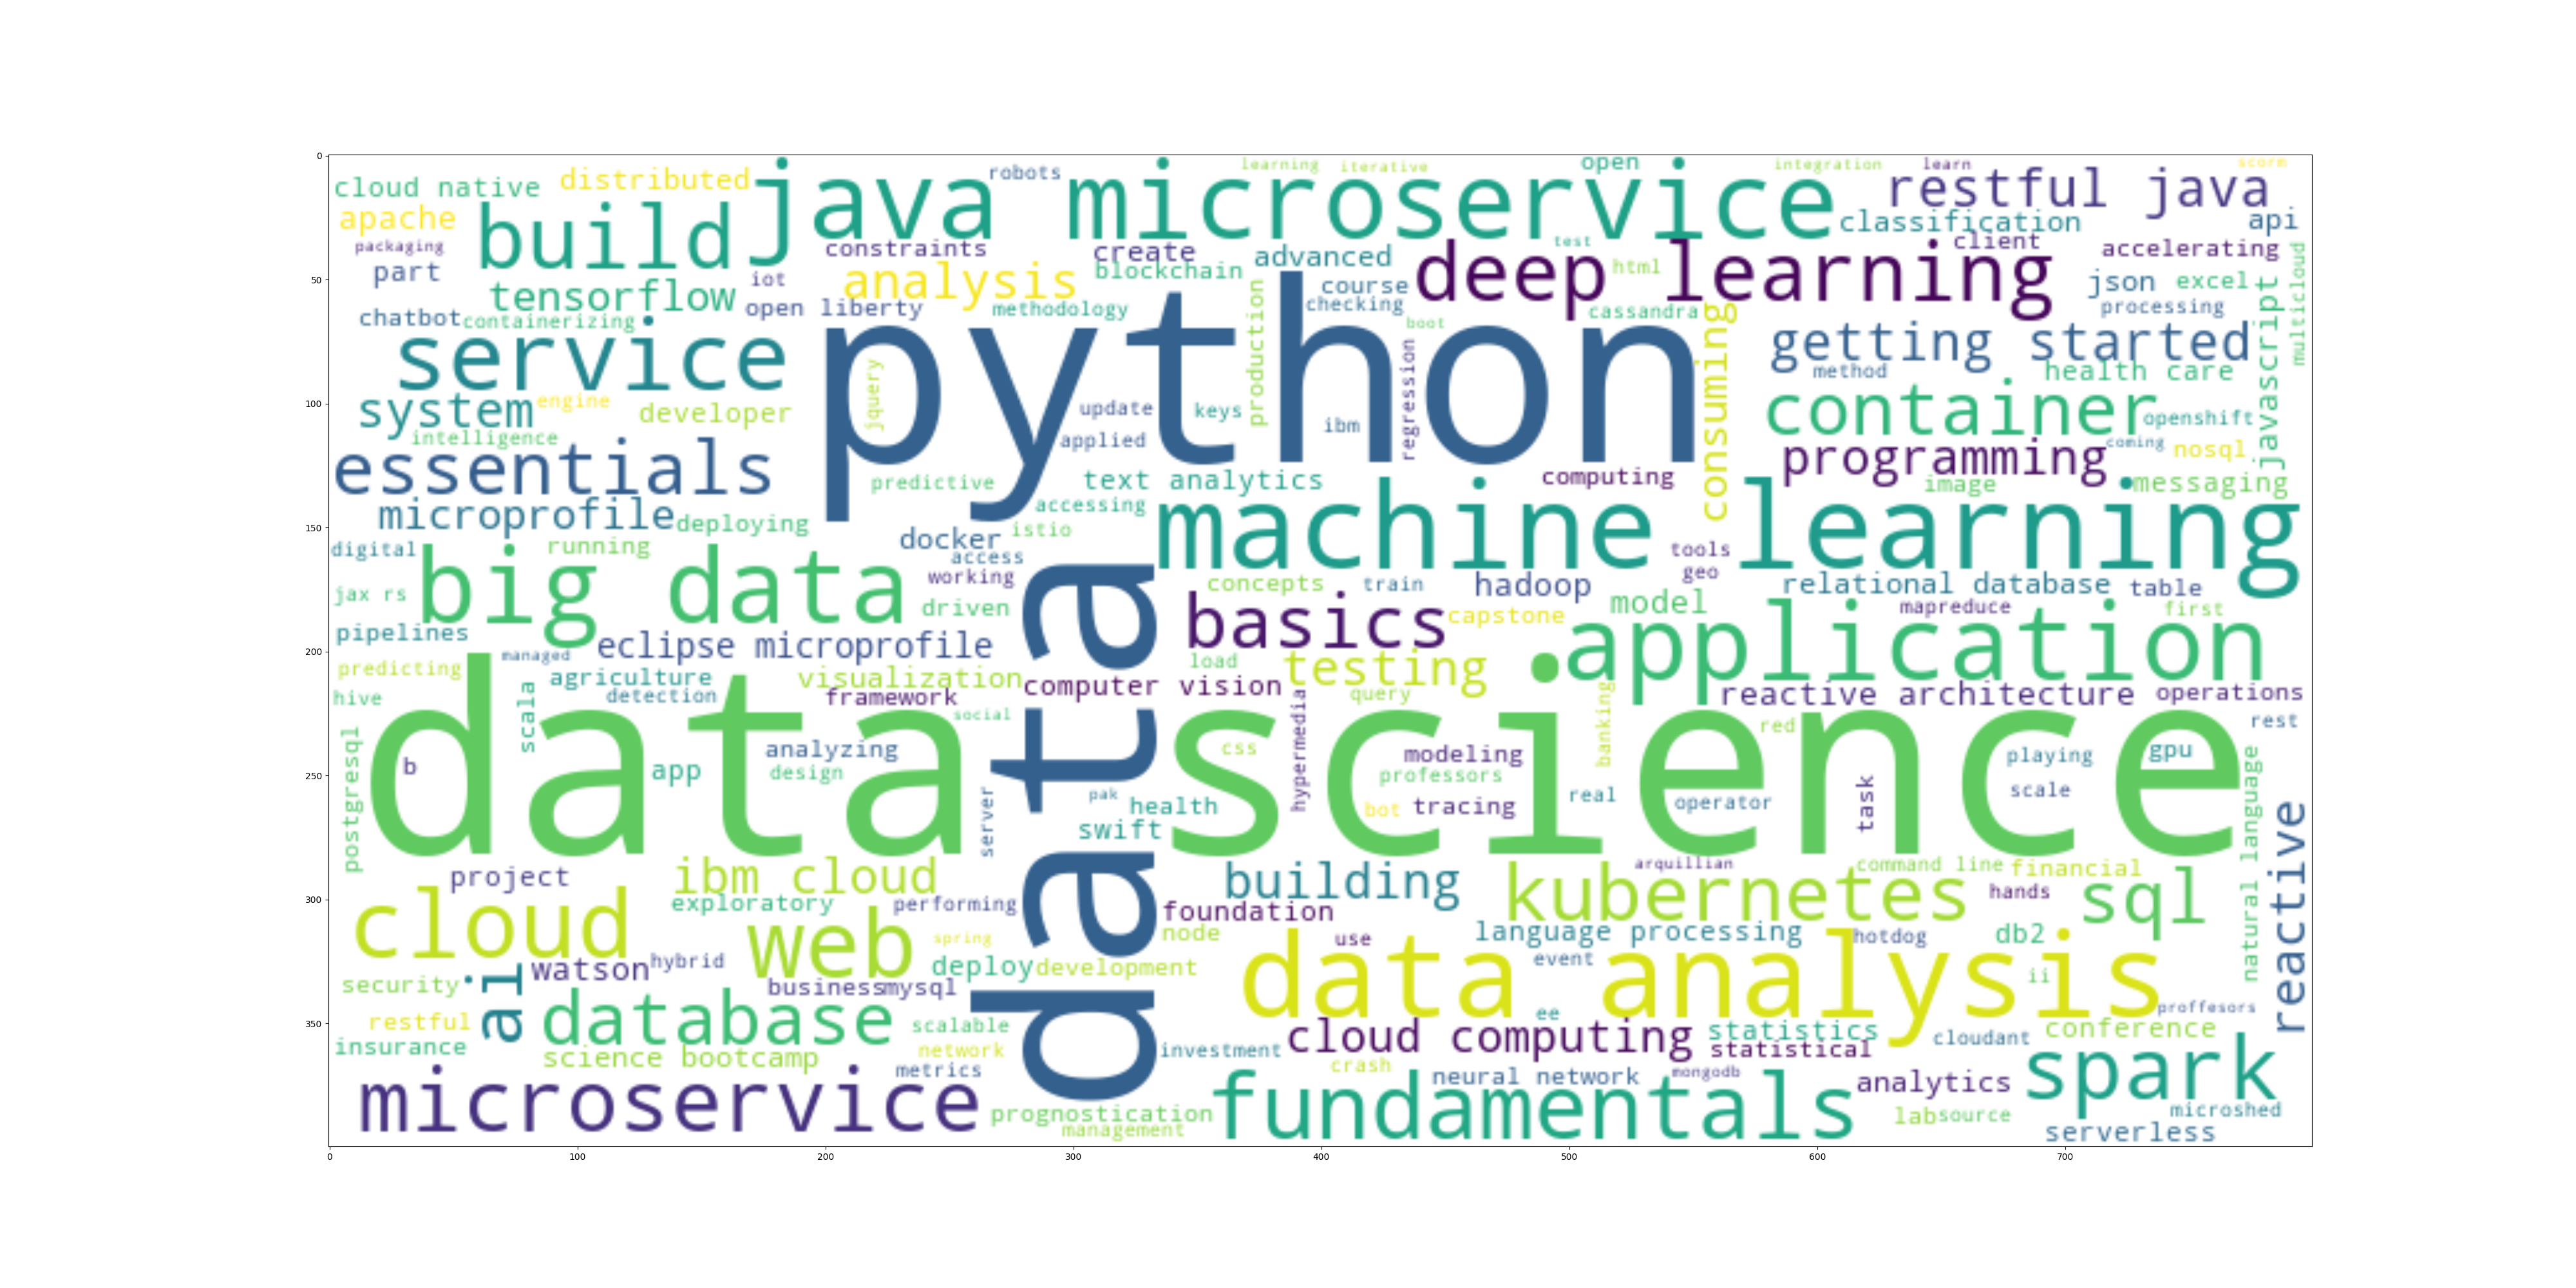 0
50
100
150
200
250
300
350
0 100 200 300 400 500 600 700
learning iterative open integration learn scorm
cloud native distributed java robots microservice restful java
apache build classification api
packaging constraints create test client accelerating
part iot analysis blockchain advanced deep learning html json excel
tensorflow open liberty methodology production course checking cassandra processing javascript multicloud
chatbot containerizing python boot consuming getting started
service jquery regression method health care
system engine developer update keys ibm container openshift
intelligence applied programming coming nosql
essentials predictive text analytics computing image messaging
microprofile deploying accessing istio machine learning
digital running docker access tools
jax rs big data working driven data concepts train hadoop geo relational database table
basics capstone model mapreduce first
pipelines eclipse microprofile application
predicting managed agriculture visualization load testing
hive scala detection framework computer vision query banking reactive architecture operations
data science social hypermedia red rest
postgresql b app analyzing design css modeling professors playing gpu natural language
server pak health bot tracing real operator task scale
swift reactive
project ibm cloud building arquillian command line financial
cloud exploratory performing foundation kubernetes hands sql
web spring node use language processing hotdog db2
security ai watson hybrid deploy development data analysis event ii
business mysql proffesors
restful database scalable ee cloud computing statistics cloudant conference
insurance science bootcamp network investment statistical
microservice metrics crash neural network mongodb analytics spark
prognostication fundamentals lab source microshed
management serverless